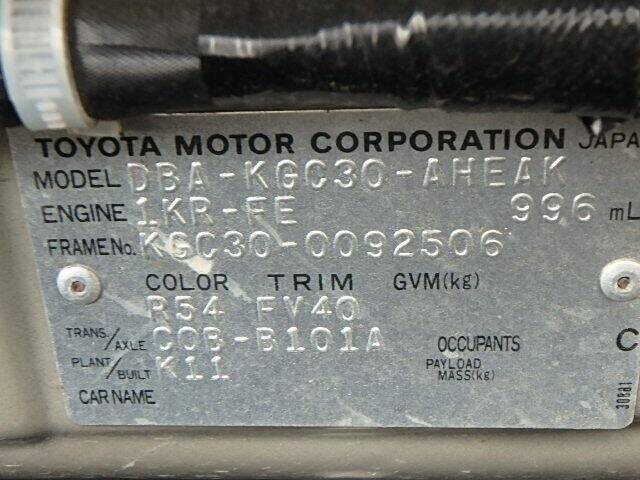 TOYOTA MOTOR CORPORATION JAPA
MODEL DBA-KGC30-AHEAK
ENGINE 1KR-FE 996 mL
FRAME No. KGC30-0092506
COLOR TRIM GVM(kg)
R54 FV40
TRANS./AXLE C0B-B101A OCCUPANTS C
PLANT/BUILT K11 PAYLOAD MASS(kg)
CAR NAME